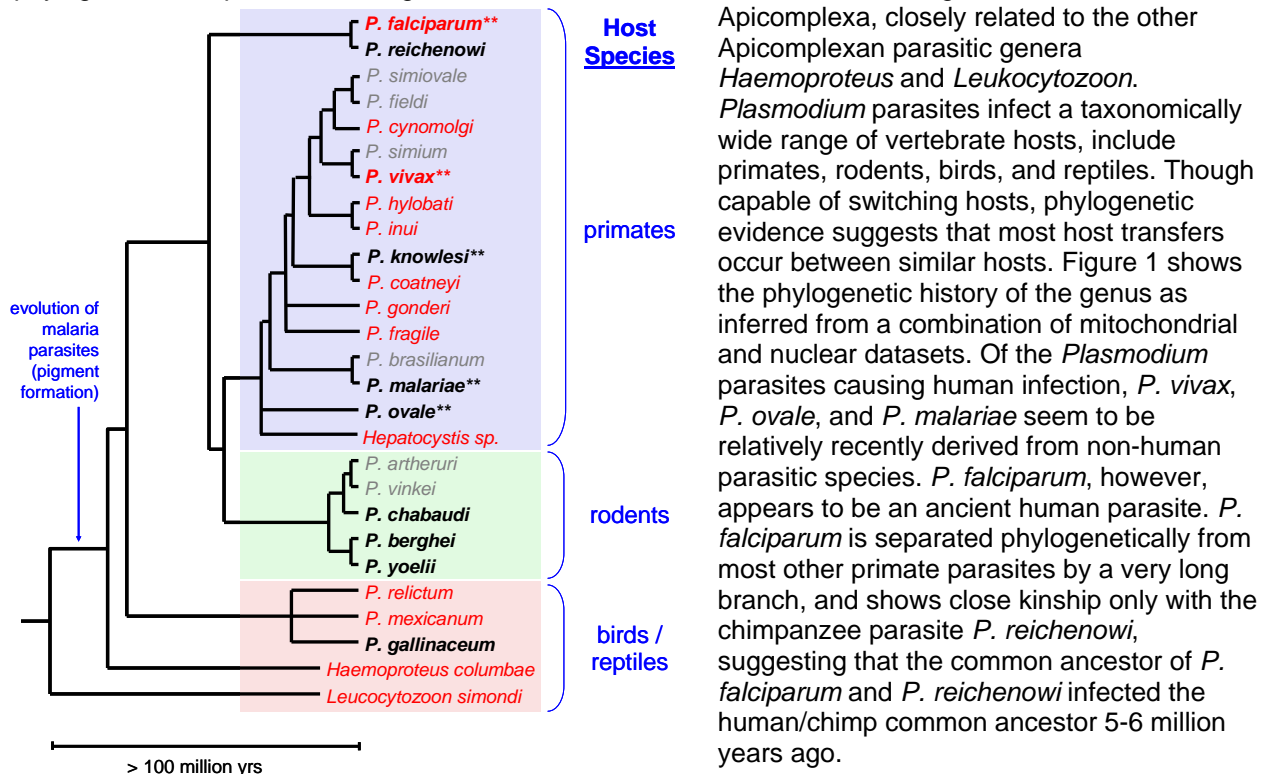 P. falciparum**
P. reichenowi
P. simiovale
P. fieldi
P. cynomolgi
P. simium
P. vivax**
P. hylobati
P. inui
P. knowlesi**
P. coatneyi
P. gonderi
P. fragile
P. brasilianum
P. malariae**
P. ovale**
Hepatocystis sp.
P. artheruri
P. vinkei
P. chabaudi
P. berghei
P. yoelii
P. relictum
P. mexicanum
P. gallinaceum
Haemoproteus columbae
Leucocytozoon simondi
Host
Species
primates
rodents
birds /
reptiles
evolution of
malaria
parasites
(pigment
formation)
> 100 million yrs
Apicomplexa, closely related to the other
Apicomplexan parasitic genera
Haemoproteus and Leukocytozoon.
Plasmodium parasites infect a taxonomically
wide range of vertebrate hosts, include
primates, rodents, birds, and reptiles. Though
capable of switching hosts, phylogenetic
evidence suggests that most host transfers
occur between similar hosts. Figure 1 shows
the phylogenetic history of the genus as
inferred from a combination of mitochondrial
and nuclear datasets. Of the Plasmodium
parasites causing human infection, P. vivax,
P. ovale, and P. malariae seem to be
relatively recently derived from non-human
parasitic species. P. falciparum, however,
appears to be an ancient human parasite. P.
falciparum is separated phylogenetically from
most other primate parasites by a very long
branch, and shows close kinship only with the
chimpanzee parasite P. reichenowi,
suggesting that the common ancestor of P.
falciparum and P. reichenowi infected the
human/chimp common ancestor 5-6 million
years ago.